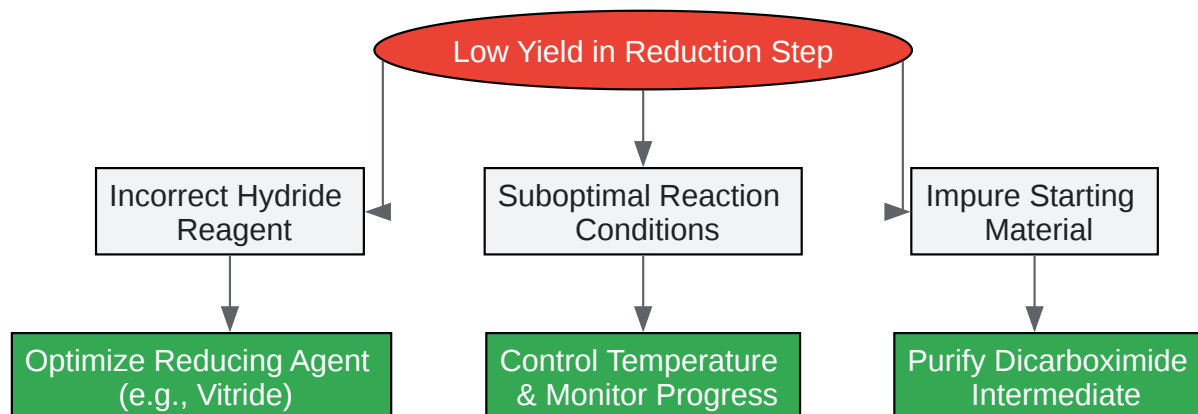 Low Yield in Reduction Step
Incorrect Hydride
Reagent
Suboptimal Reaction
Conditions
Impure Starting
Material
Optimize Reducing Agent
(e.g., Vitride)
Control Temperature
& Monitor Progress
Purify Dicarboximide
Intermediate